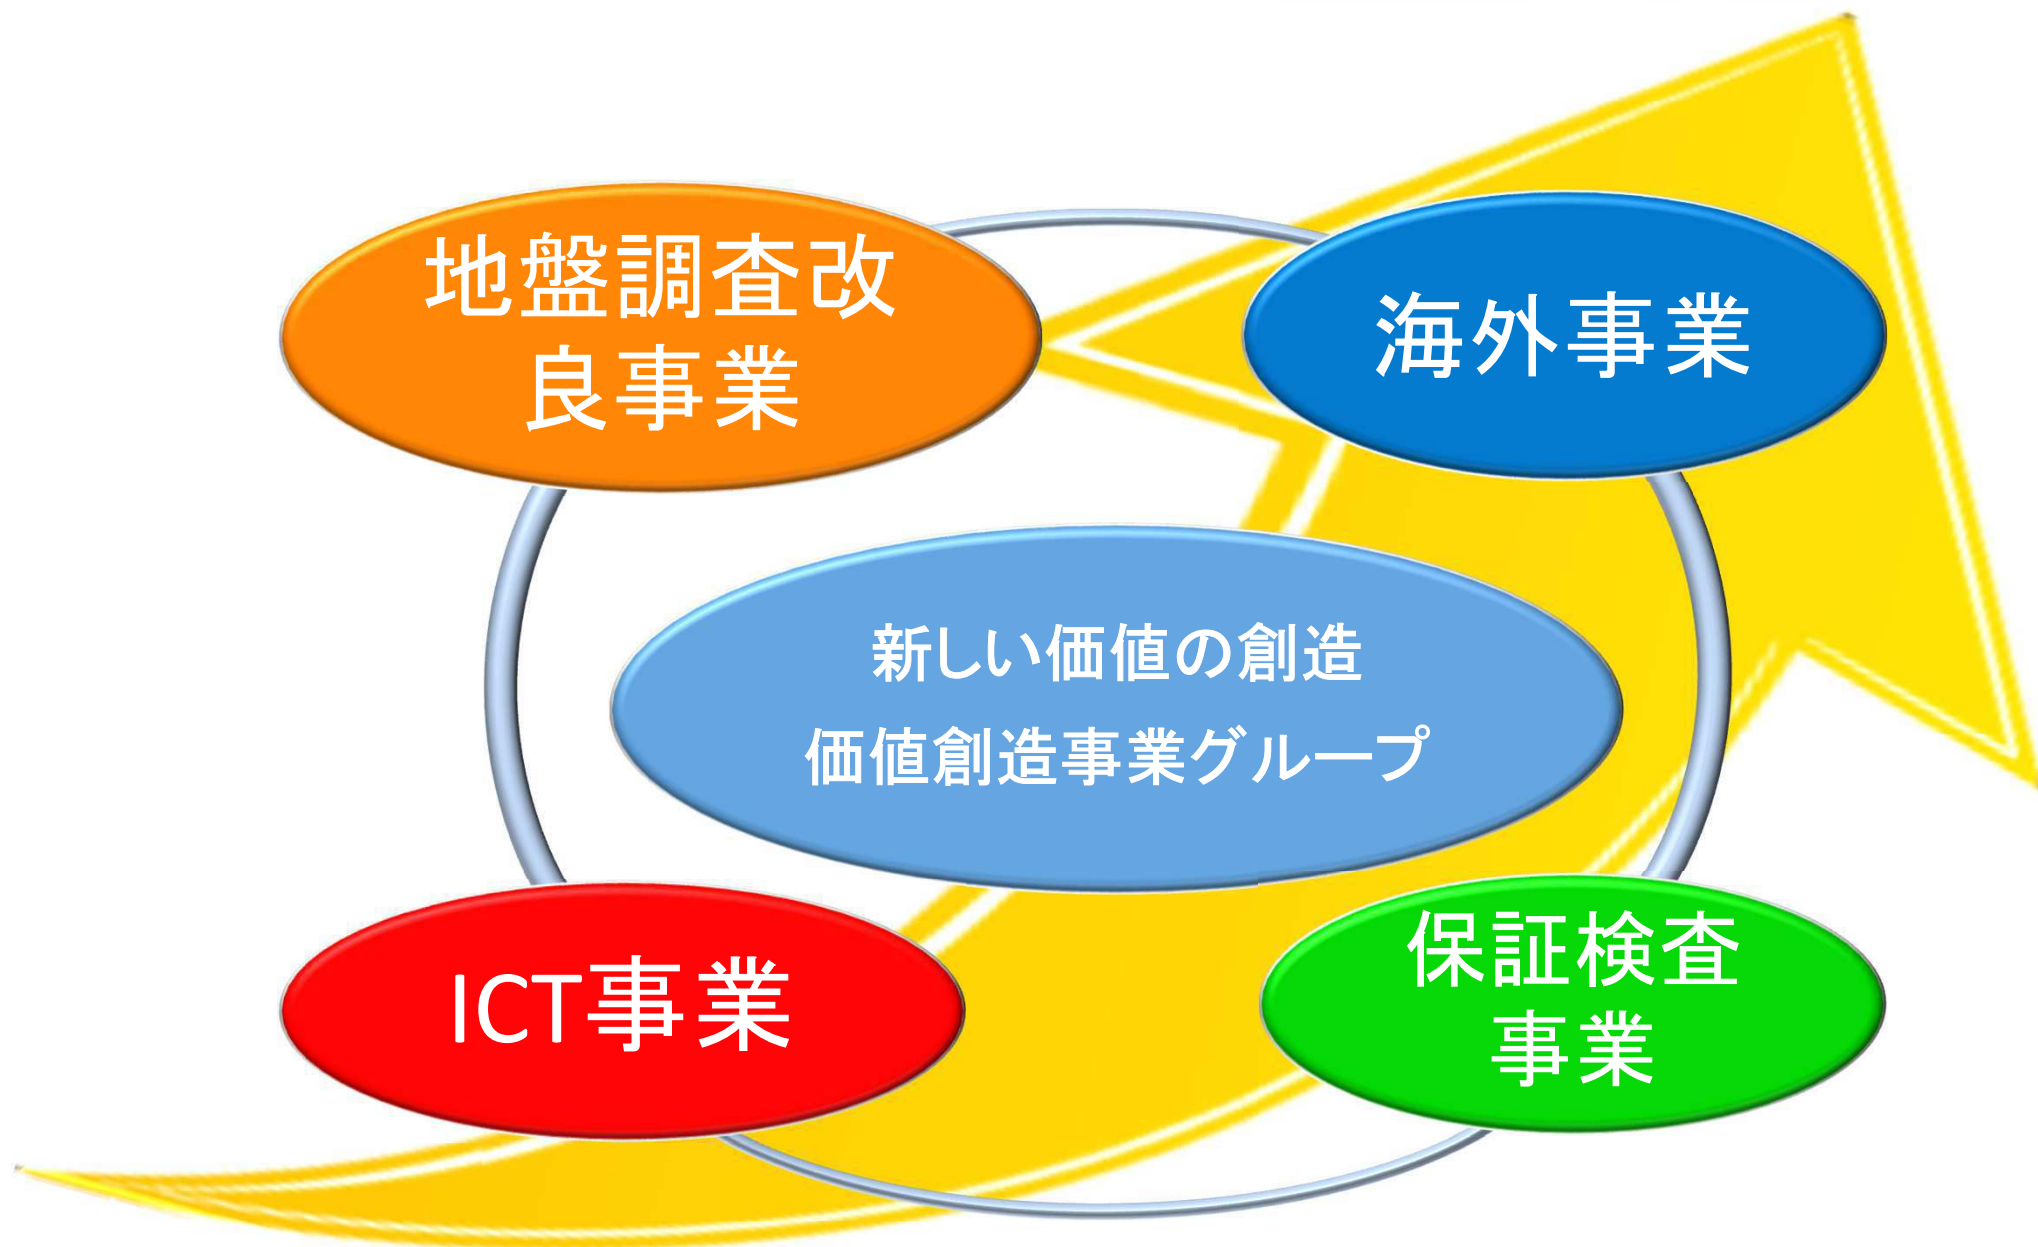 地盤調査改
良事業
海外事業
新しい価値の創造
価値創造事業グループ
ICT事業
保証検査
事業